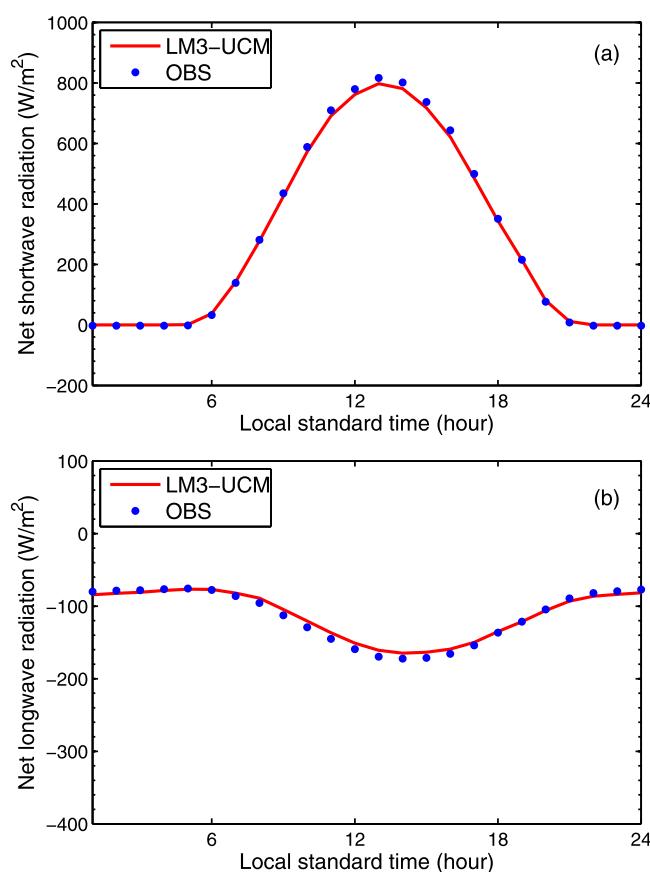 1000
800
600
400
200
0
−200
Net shortwave radiation (W/m²)
LM3−UCM
OBS
(a)
6
12
18
24
Local standard time (hour)
100
0
−100
−200
−300
−400
Net longwave radiation (W/m²)
LM3−UCM
OBS
(b)
6
12
18
24
Local standard time (hour)